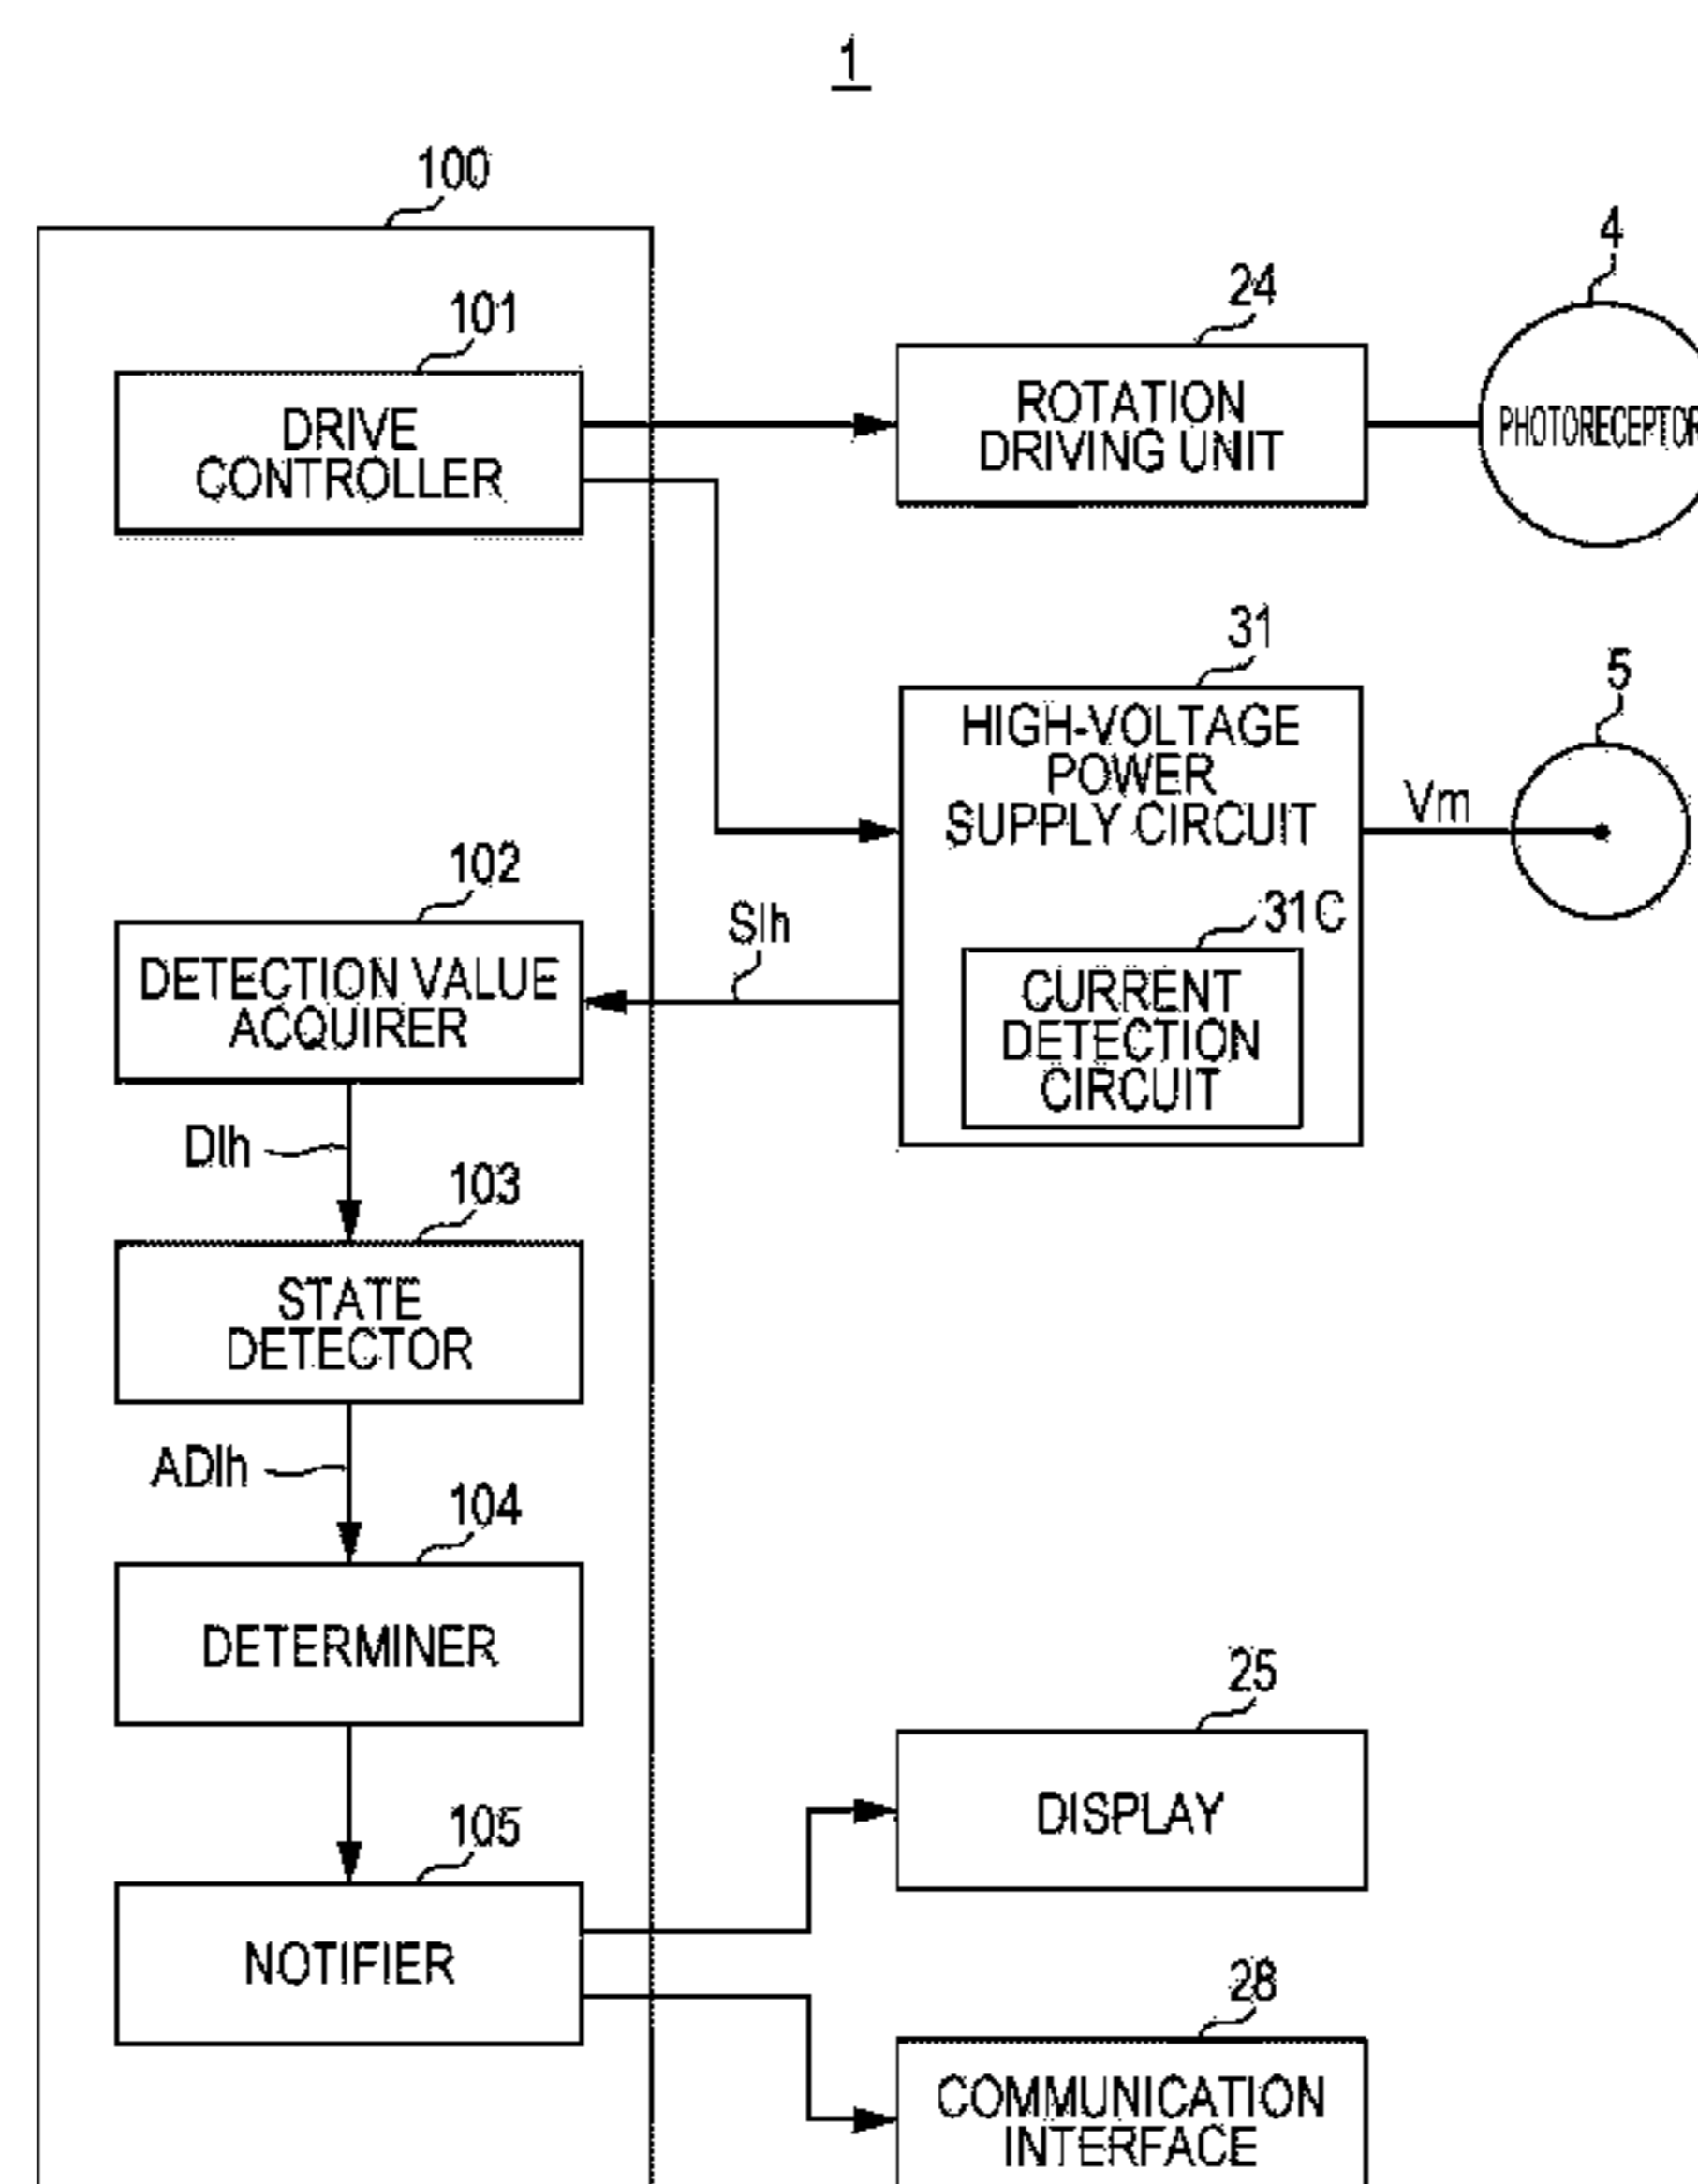 1
100
101
DRIVE
CONTROLLER
24
ROTATION
DRIVING UNIT
4
PHOTORECEPTOR
31
HIGH-VOLTAGE
POWER
SUPPLY CIRCUIT
Vm
5
31C
CURRENT
DETECTION
CIRCUIT
SIh
102
DETECTION VALUE
ACQUIRER
DIh
103
STATE
DETECTOR
ADIh
104
DETERMINER
105
NOTIFIER
25
DISPLAY
28
COMMUNICATION
INTERFACE